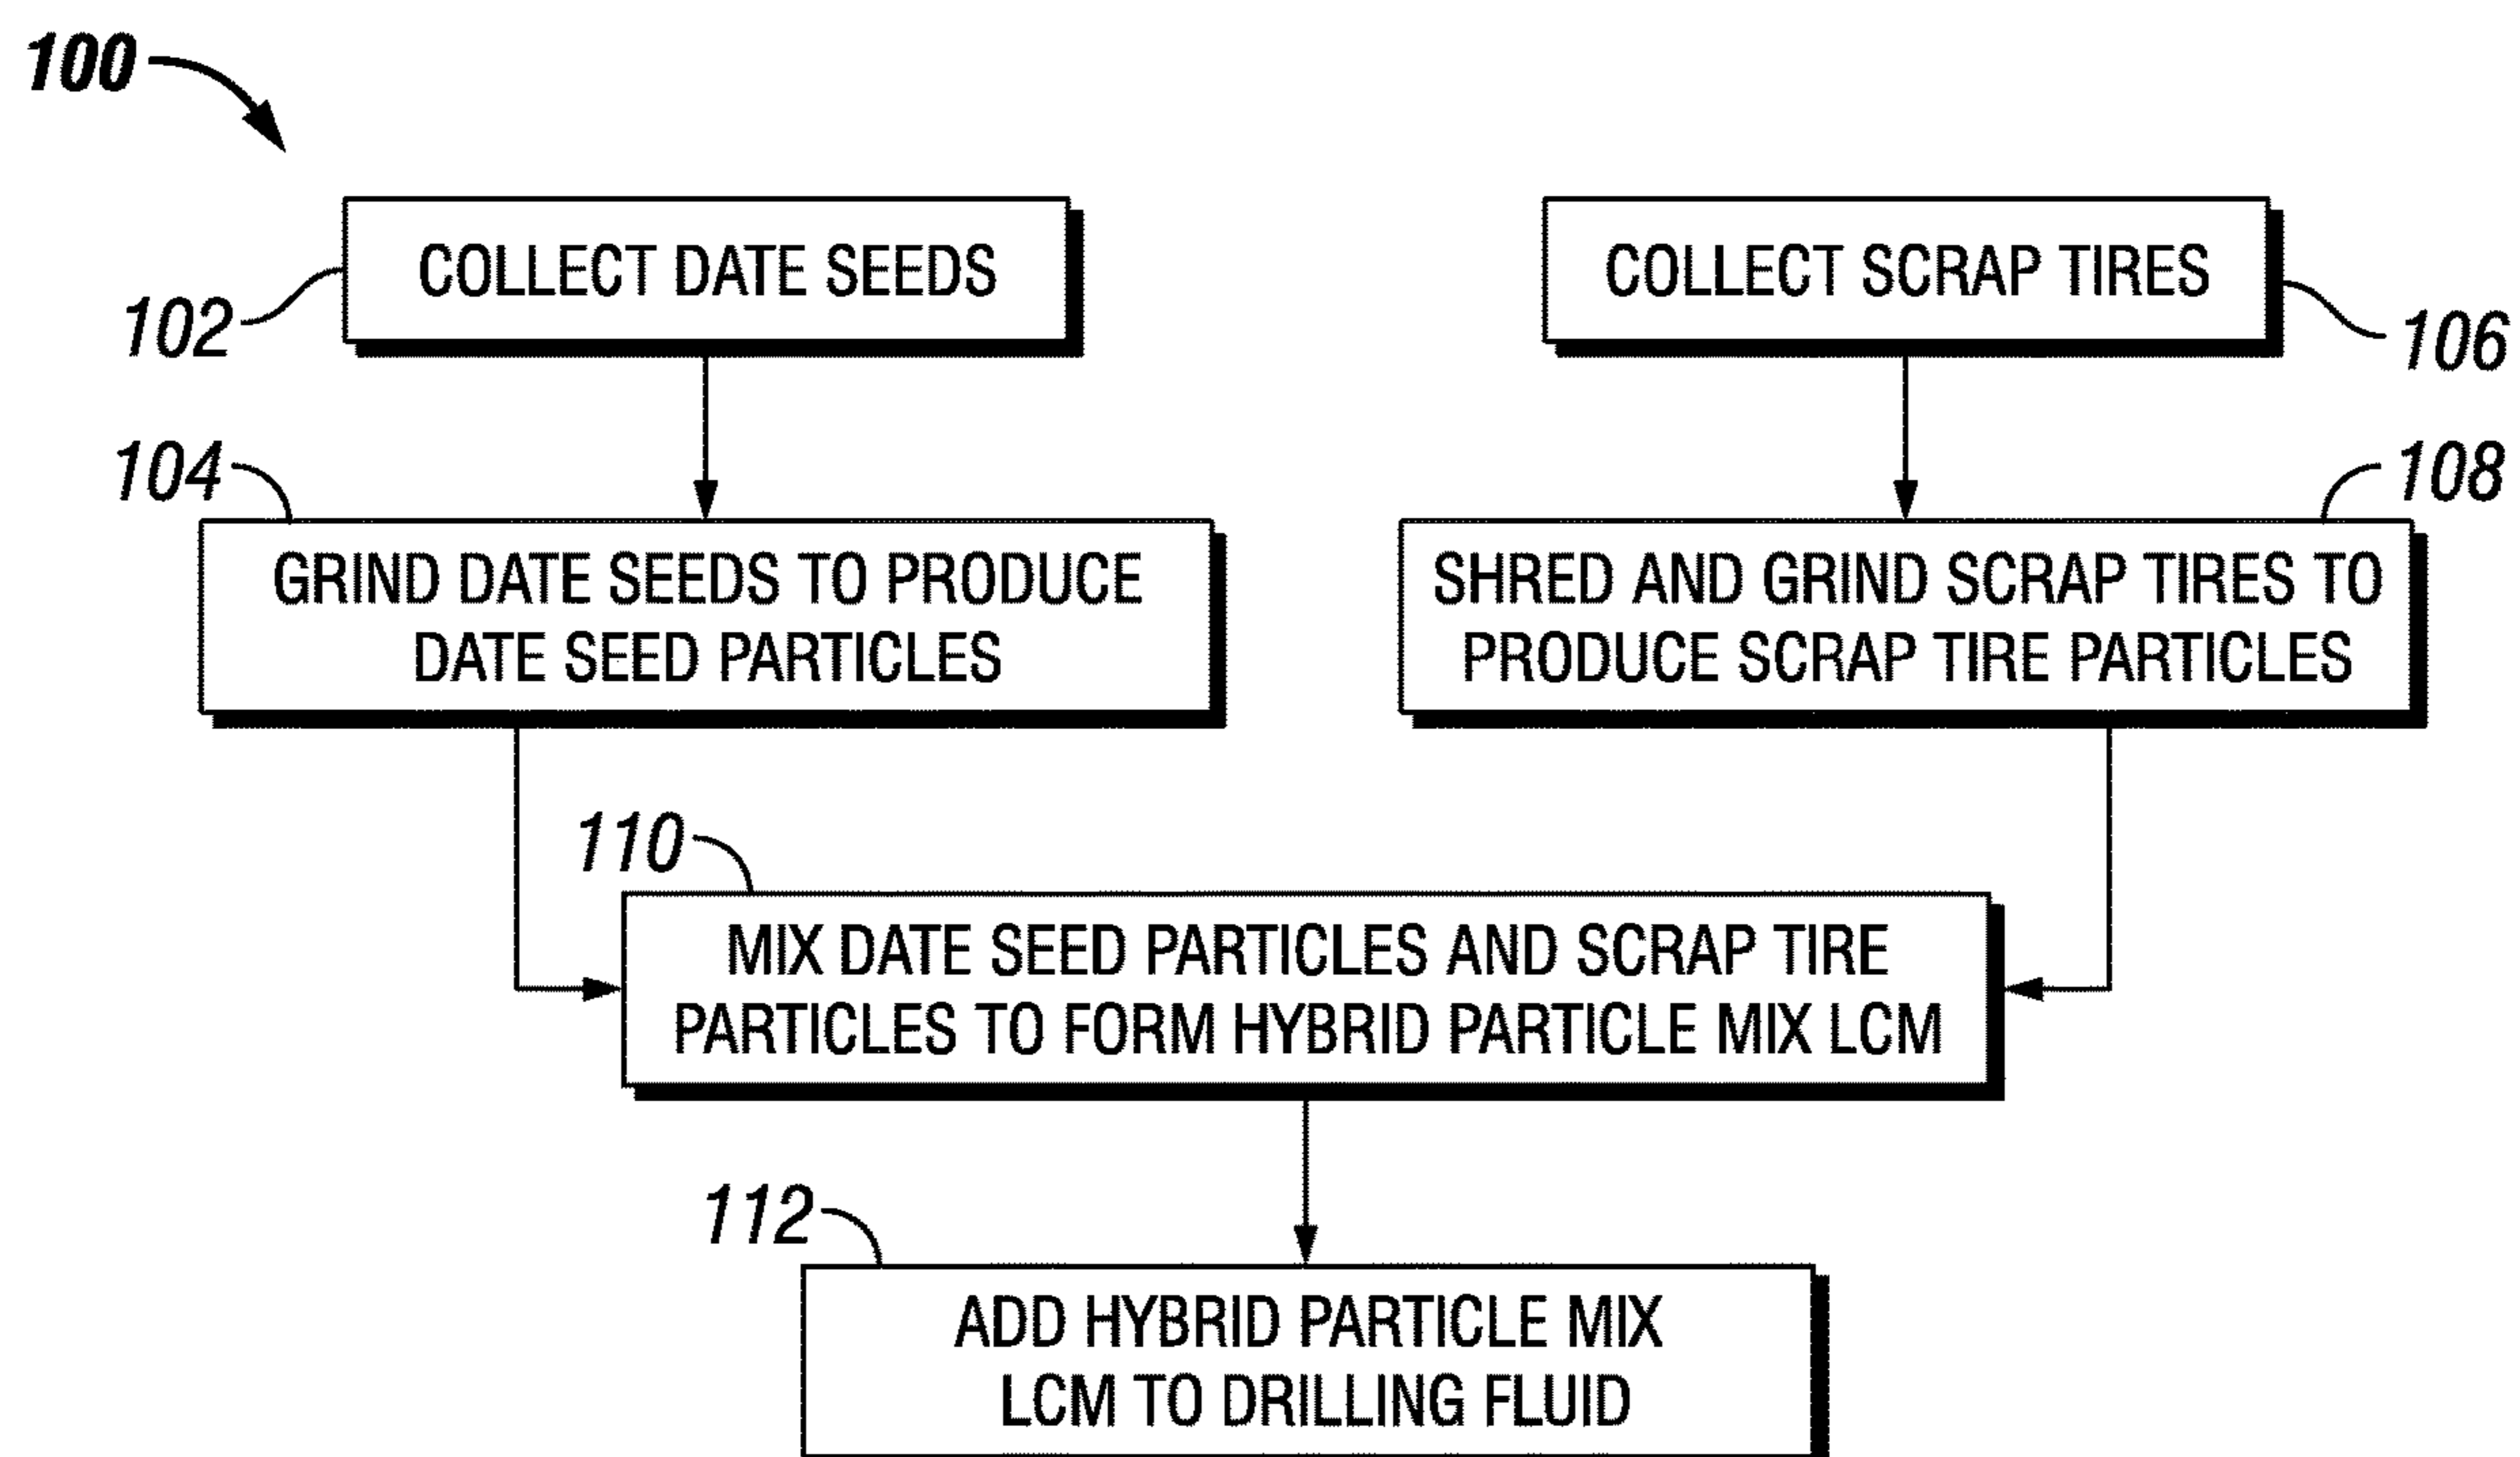 100
COLLECT DATE SEEDS
COLLECT SCRAP TIRES
102
106
104
108
GRIND DATE SEEDS TO PRODUCE
DATE SEED PARTICLES
SHRED AND GRIND SCRAP TIRES TO
PRODUCE SCRAP TIRE PARTICLES
110
MIX DATE SEED PARTICLES AND SCRAP TIRE
PARTICLES TO FORM HYBRID PARTICLE MIX LCM
112
ADD HYBRID PARTICLE MIX
LCM TO DRILLING FLUID